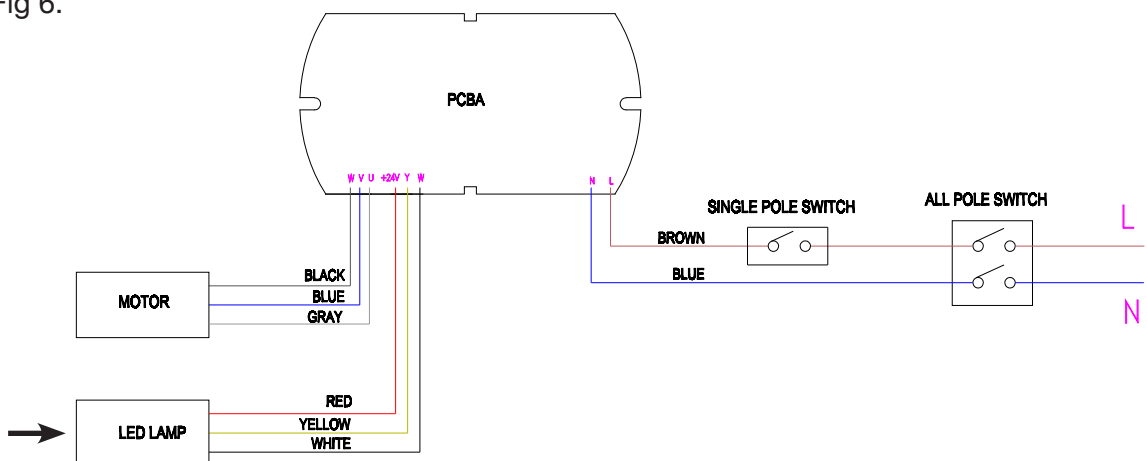 Fig 6.
PCBA
W V U +24V Y W
N L
SINGLE POLE SWITCH
ALL POLE SWITCH
L
BROWN
BLUE
N
BLACK
MOTOR
BLUE
GRAY
RED
LED LAMP
YELLOW
WHITE